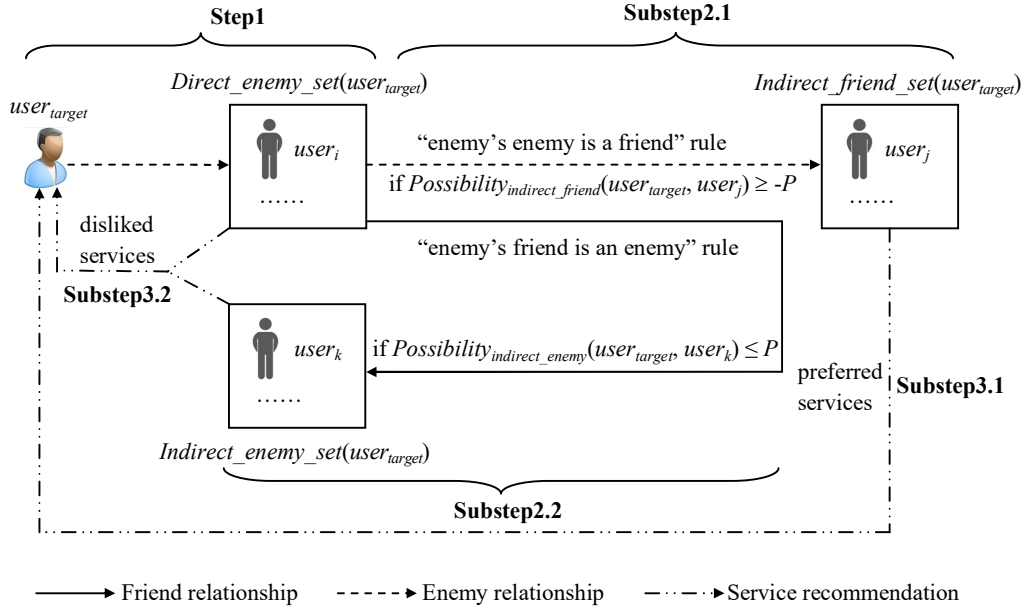 Step1
Substep2.1
Direct_enemy_set(user_target)
Indirect_friend_set(user_target)
user_target
user_i
......
“enemy’s enemy is a friend” rule
if Possibility_indirect_friend(user_target, user_j) ≥ -P
user_j
......
disliked
services
Substep3.2
“enemy’s friend is an enemy” rule
user_k
......
if Possibility_indirect_enemy(user_target, user_k) ≤ P
preferred
services
Substep3.1
Indirect_enemy_set(user_target)
Substep2.2
Friend relationship
Enemy relationship
Service recommendation